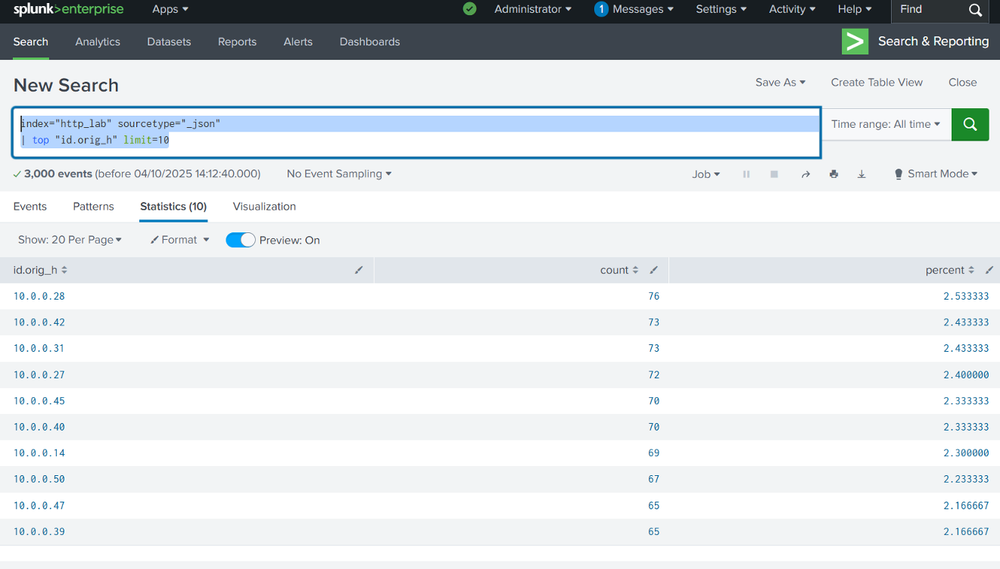 splunk>enterprise Apps Administrator 1 Messages Settings Activity Help Find
Search Analytics Datasets Reports Alerts Dashboards > Search & Reporting
New Search Save As Create Table View Close
index="http_lab" sourcetype="_json"
| top "id.orig_h" limit=10
Time range: All time
3,000 events (before 04/10/2025 14:12:40.000) No Event Sampling Job Smart Mode
Events Patterns Statistics (10) Visualization
Show: 20 Per Page Format Preview: On
id.orig_h count percent
10.0.0.28 76 2.533333
10.0.0.42 73 2.433333
10.0.0.31 73 2.433333
10.0.0.27 72 2.400000
10.0.0.45 70 2.333333
10.0.0.40 70 2.333333
10.0.0.14 69 2.300000
10.0.0.50 67 2.233333
10.0.0.47 65 2.166667
10.0.0.39 65 2.166667